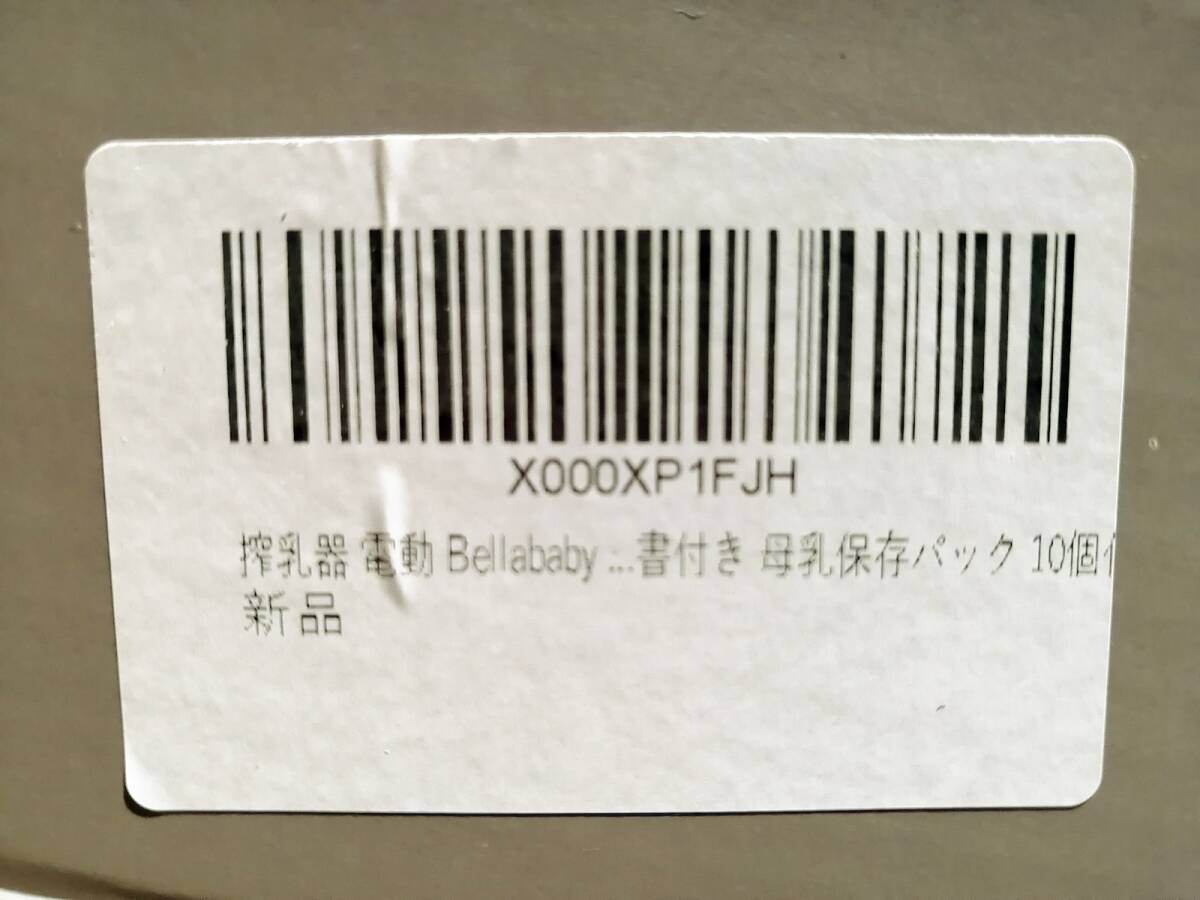 X000XP1FJH
搾乳器 電動 Bellababy ...書付き 母乳保存パック 10個
新品